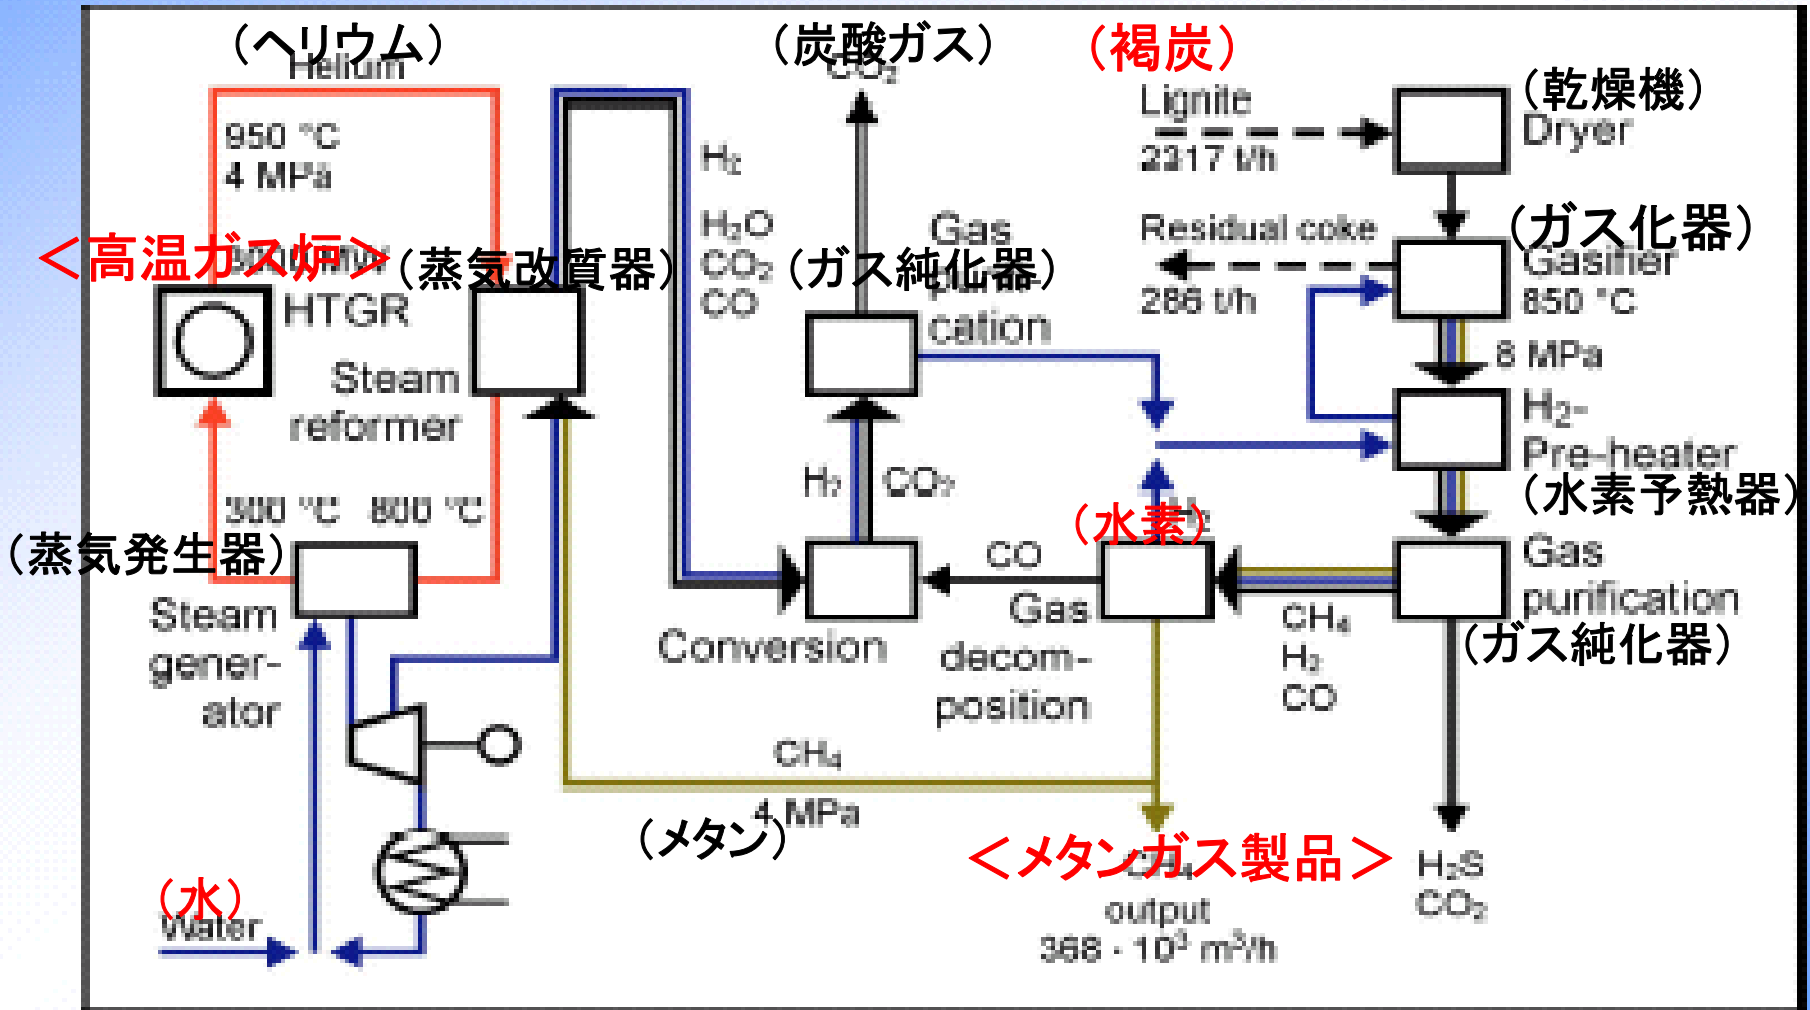 （ヘリウム）
Helium
950 °C
4 MPa
＜高温ガス炉＞
HTGR
（蒸気改質器）
Steam
reformer
300 °C
800 °C
（蒸気発生器）
Steam
gener-
ator
（水）
Water
H₂
H₂O
CO₂
CO
（炭酸ガス）
CO₂
（ガス純化器）
Gas
cation
H₂
CO₂
Conversion
CO
（水素）
H₂
Gas
decom-
position
CH₄
4 MPa
（メタン）
＜メタンガス製品＞
CH₄
output
368 · 10³ m³/h
（褐炭）
Lignite
2317 t/h
（乾燥機）
Dryer
Residual coke
286 t/h
（ガス化器）
Gasifier
850 °C
8 MPa
H₂-
Pre-heater
（水素予熱器）
Gas
purification
（ガス純化器）
CH₄
H₂
CO
H₂S
CO₂